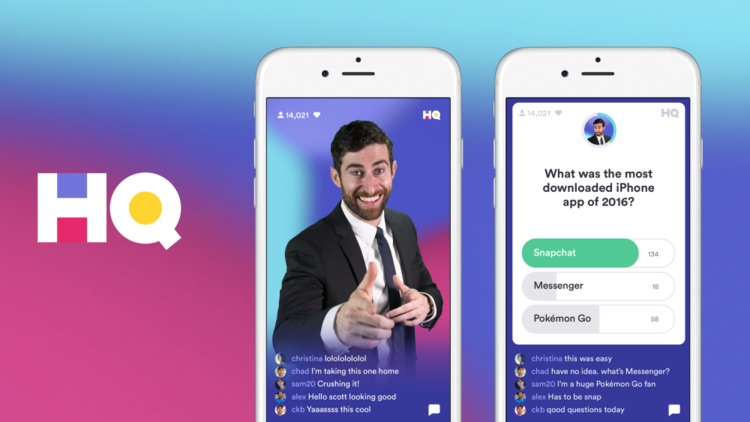 HQ
14,021
HQ
christina lolololololol
chad I'm taking this one home
sam20 Crushing it!
alex Hello scott looking good
ckb Yaaassss this cool
14,021
HQ
What was the most
downloaded iPhone
app of 2016?
Snapchat 134
Messenger 18
Pokémon Go 58
christina this was easy
chad have no idea. what's Messenger?
sam20 I'm a huge Pokémon Go fan
alex Has to be snap
ckb good questions today